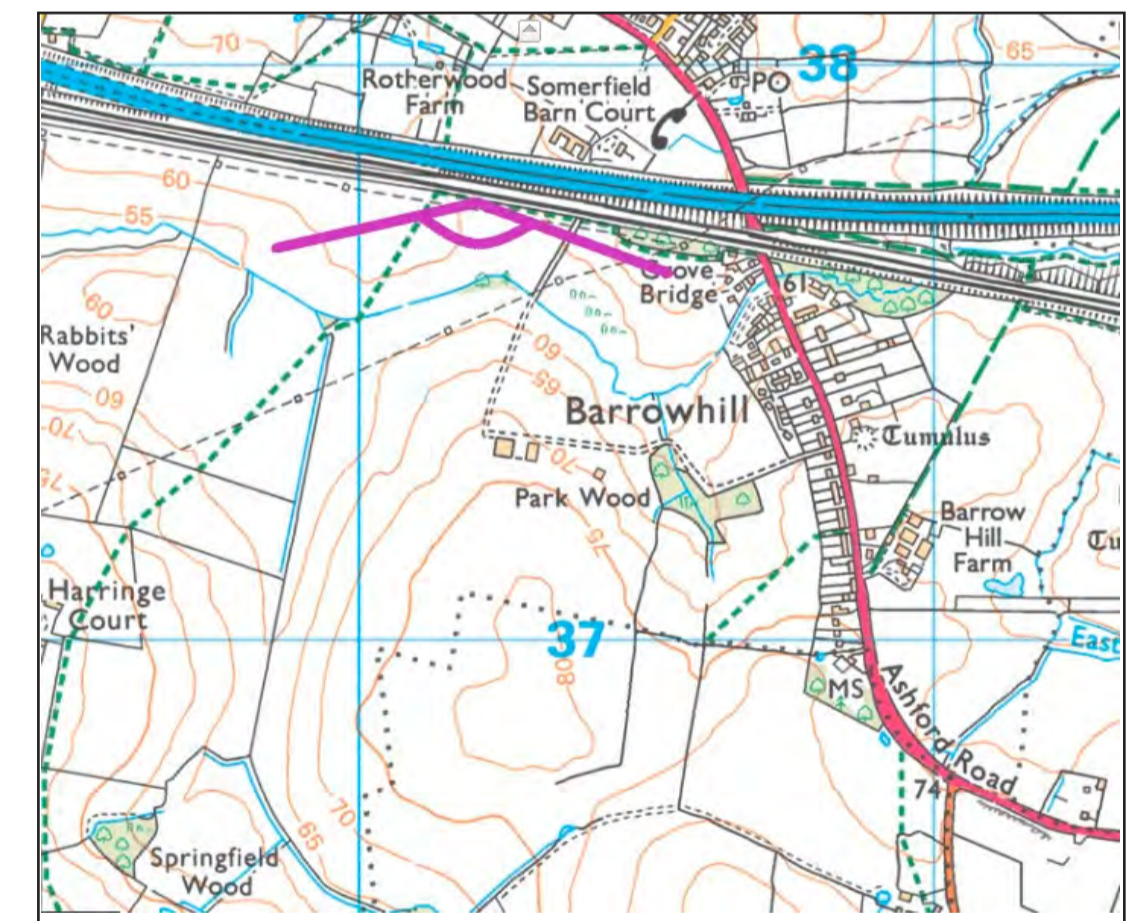 70
65
38
PO
Rotherwood
Farm
Somerfield
Barn Court
60
55
Grove
Bridge
61
60
Rabbits'
Wood
60
65
60
70
75
Barrowhill
Tumulus
70
Park Wood
75
Barrow
Hill
Farm
Tu
Harringe
Court
37
80
East
MS
Ashford Road
74
70
65
Springfield
Wood